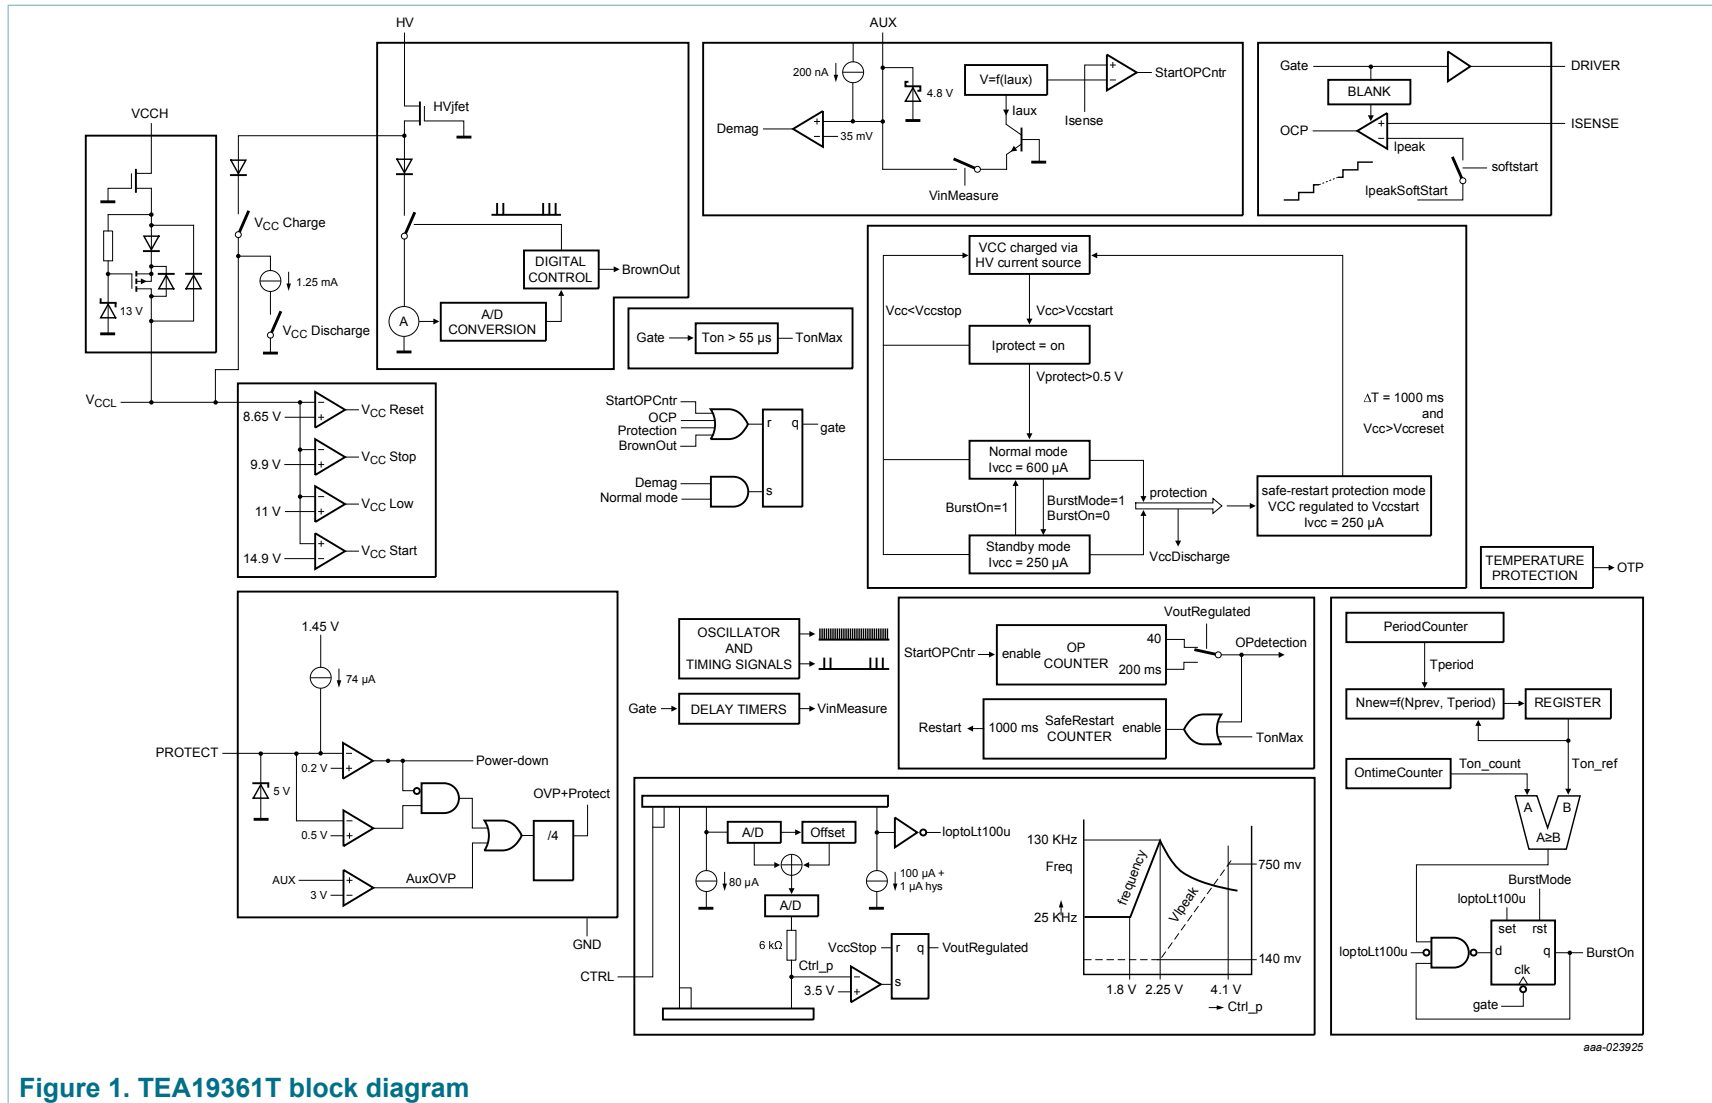 HV
HVjfet
DIGITAL
CONTROL
BrownOut
A
A/D
CONVERSION
VCCH
13 V
VCC Charge
1.25 mA
VCC Discharge
VCCL
AUX
200 nA
4.8 V
V=f(Iaux)
StartOPCntr
Iaux
Isense
Demag
35 mV
VinMeasure
Gate
DRIVER
BLANK
OCP
ISENSE
Ipeak
softstart
IpeakSoftStart
Gate
Ton > 55 µs
TonMax
8.65 V
VCC Reset
9.9 V
VCC Stop
11 V
VCC Low
14.9 V
VCC Start
StartOPCntr
OCP
Protection
BrownOut
r
q
gate
Demag
Normal mode
s
VCC charged via
HV current source
Vcc<Vccstop
Vcc>Vccstart
Iprotect = on
Vprotect>0.5 V
ΔT = 1000 ms
and
Vcc>Vccreset
Normal mode
Ivcc = 600 µA
BurstOn=1
BurstMode=1
BurstOn=0
protection
safe-restart protection mode
VCC regulated to Vccstart
Ivcc = 250 µA
Standby mode
Ivcc = 250 µA
VccDischarge
TEMPERATURE
PROTECTION
OTP
1.45 V
74 µA
PROTECT
0.2 V
Power-down
5 V
OVP+Protect
0.5 V
/4
AUX
3 V
AuxOVP
GND
OSCILLATOR
AND
TIMING SIGNALS
Gate
DELAY TIMERS
VinMeasure
VoutRegulated
StartOPCntr
enable
OP
COUNTER
40
200 ms
OPdetection
Restart
1000 ms
SafeRestart
COUNTER
enable
TonMax
A/D
Offset
IoptoLt100u
80 µA
100 µA +
1 µA hys
A/D
6 kΩ
VccStop
r
q
VoutRegulated
Ctrl_p
CTRL
3.5 V
s
130 KHz
Freq
frequency
VIpeak
750 mv
25 KHz
140 mv
1.8 V
2.25 V
4.1 V
Ctrl_p
PeriodCounter
Tperiod
Nnew=f(Nprev, Tperiod)
REGISTER
Ton_count
Ton_ref
OntimeCounter
A
B
A≥B
BurstMode
IoptoLt100u
set
rst
IoptoLt100u
d
q
BurstOn
clk
gate
aaa-023925
Figure 1. TEA19361T block diagram